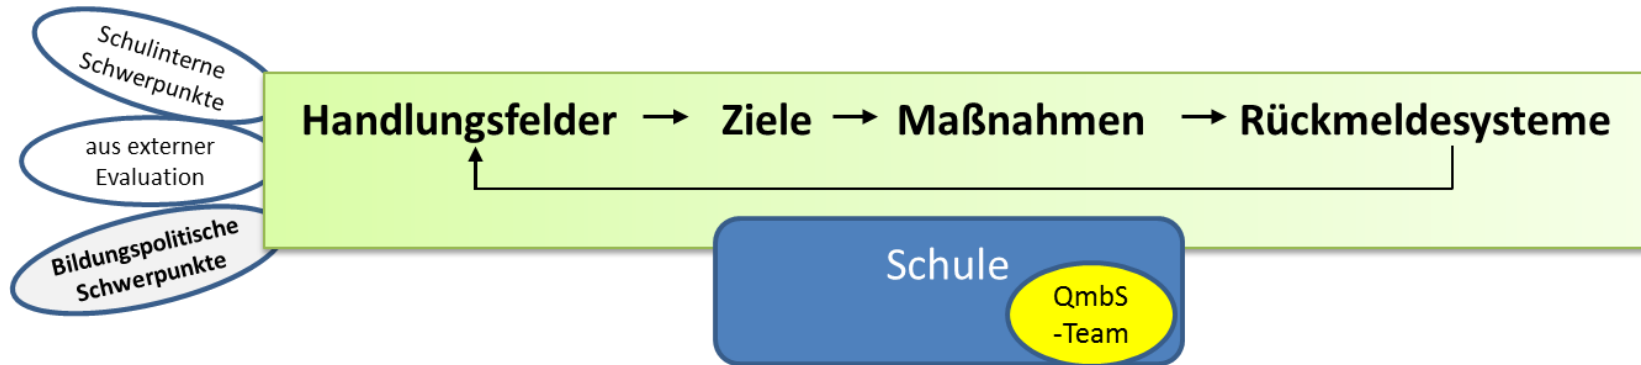 Schulinterne
Schwerpunkte
aus externer
Evaluation
Bildungspolitische
Schwerpunkte
Handlungsfelder → Ziele → Maßnahmen → Rückmeldesysteme
Schule
QmbS
-Team